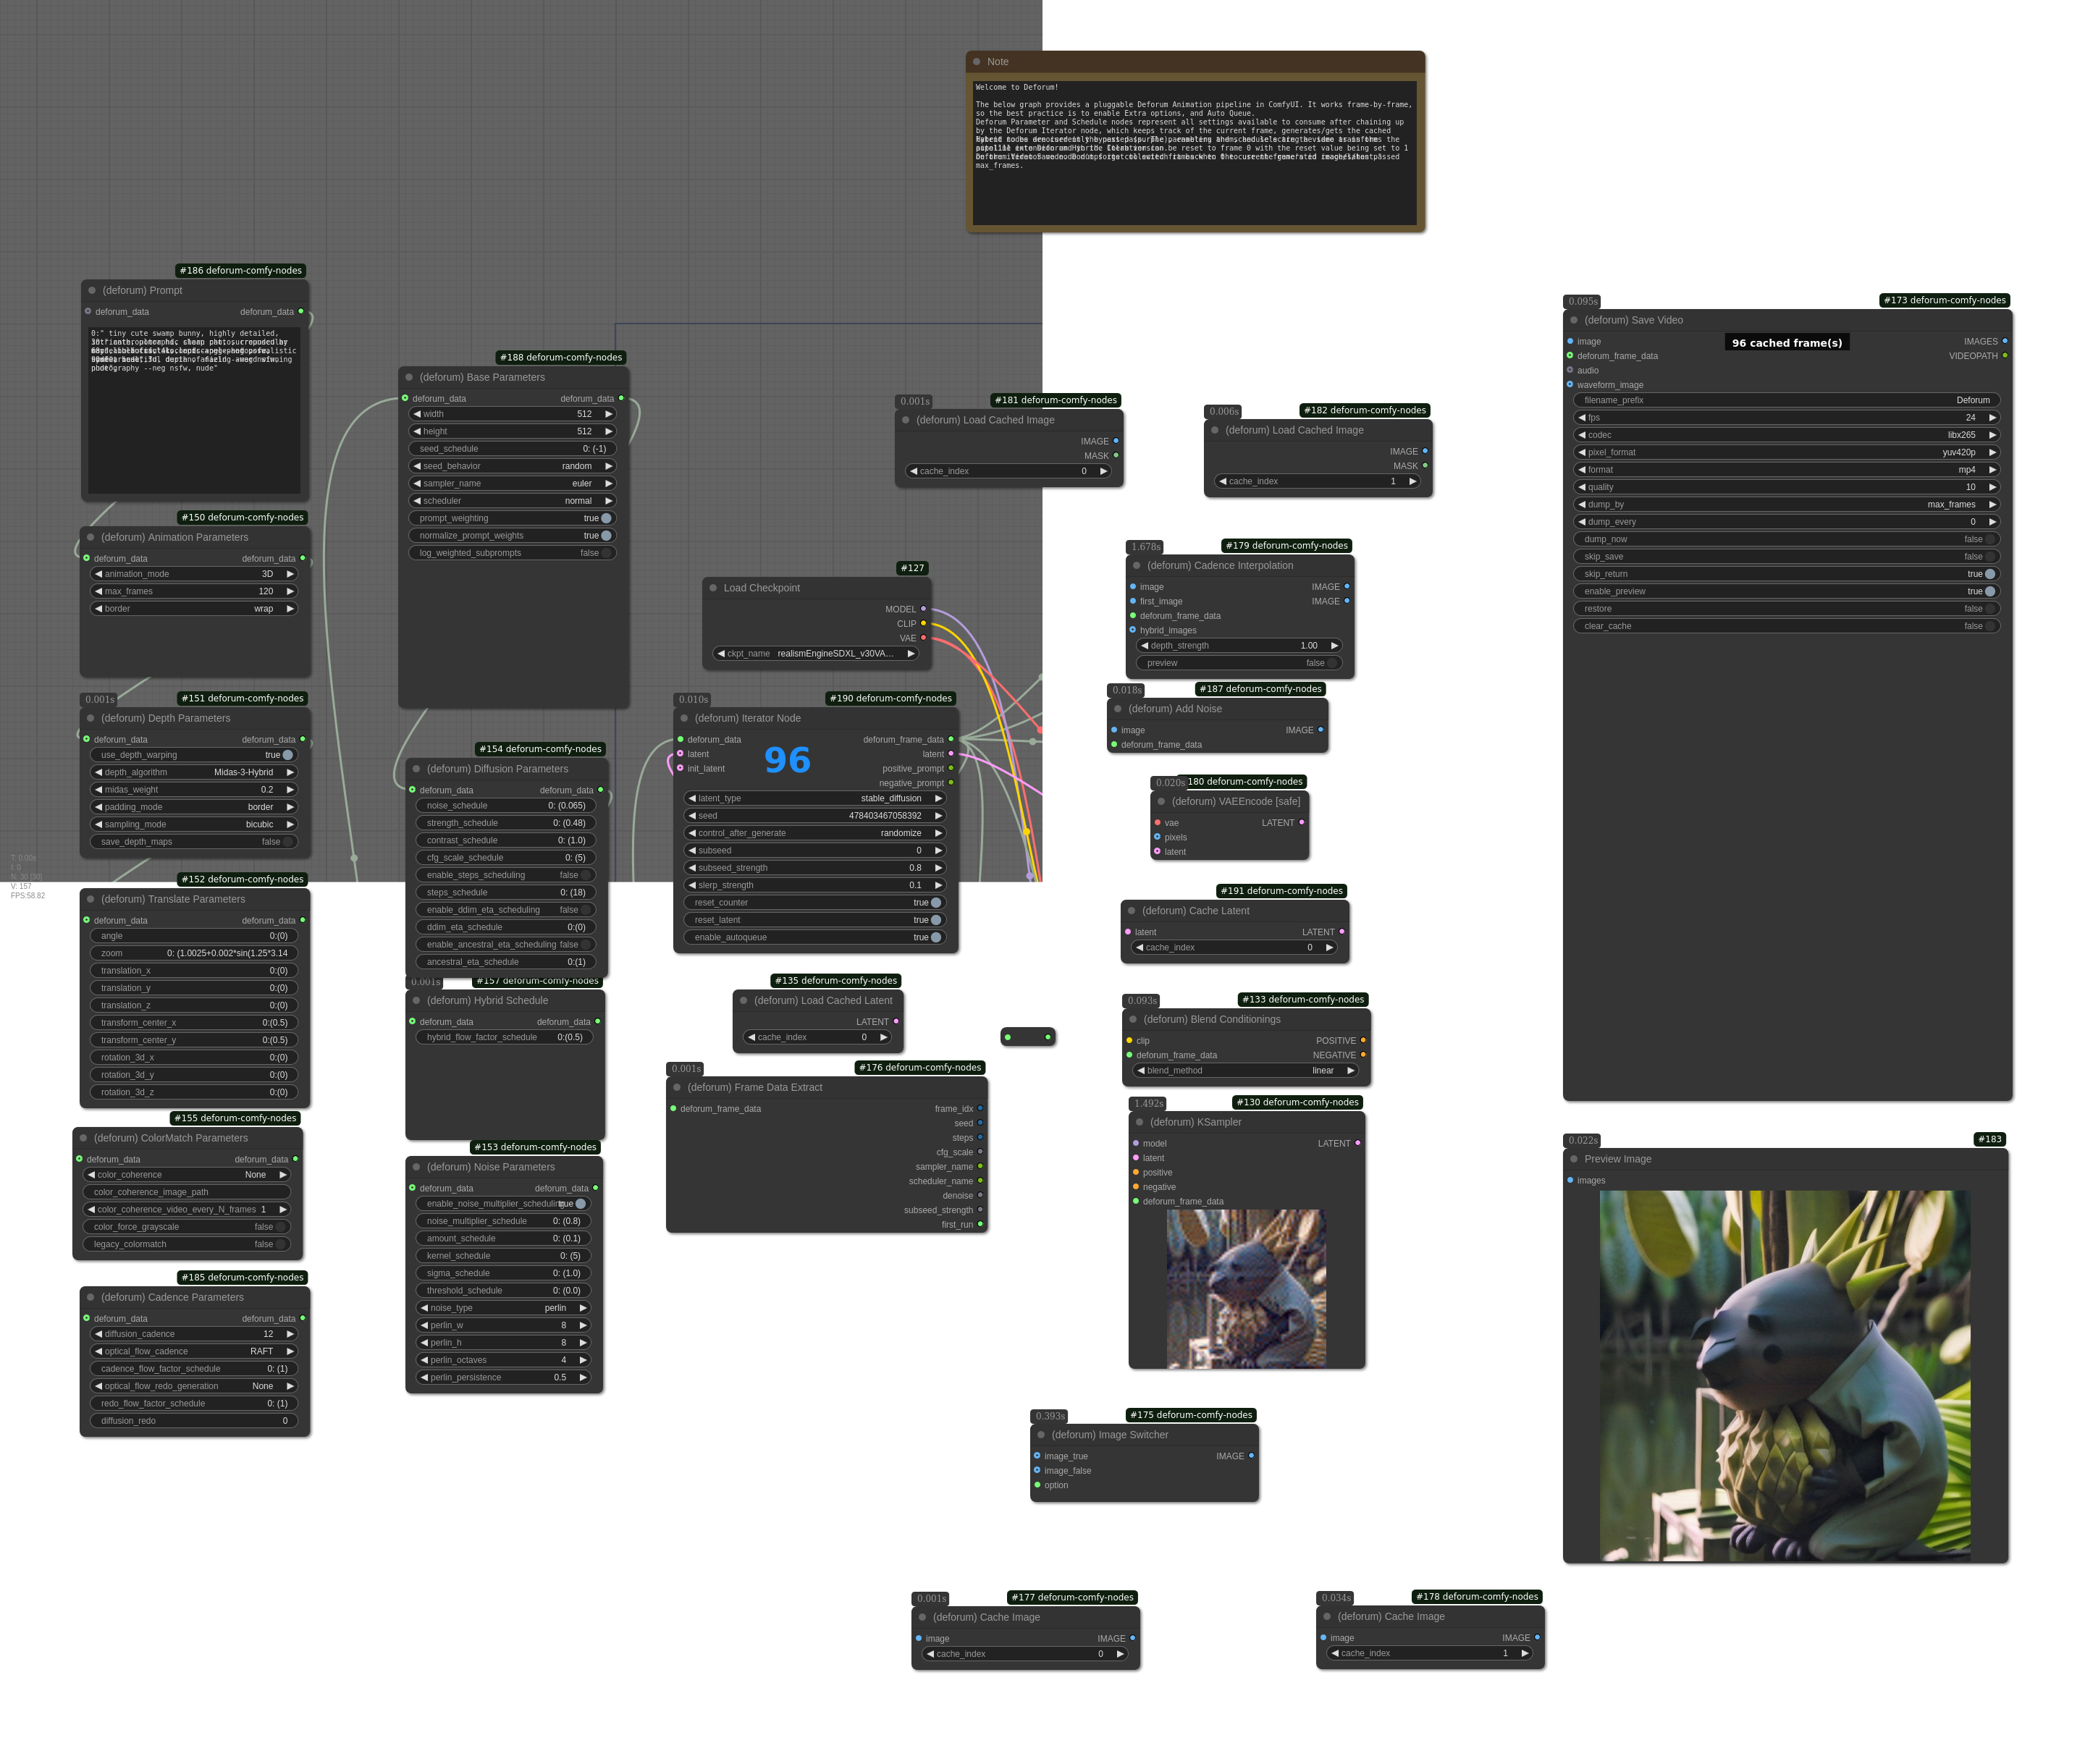 Note
Welcome to Deforum!
The below graph provides a pluggable Deforum Animation pipeline in ComfyUI. It works frame-by-frame,
so the best practice is to enable Extra options, and Auto Queue.
Deforum Parameter and Schedule nodes represent all settings available to consume after chaining up
by the Deforum Iterator node, which keeps track of the current frame, generates/gets the cached
max_frames.
#186 deforum-comfy-nodes
(deforum) Prompt
deforum_data deforum_data
0:" tiny cute swamp bunny, highly detailed,
photography --neg nsfw, nude"
#150 deforum-comfy-nodes
(deforum) Animation Parameters
deforum_data deforum_data
animation_mode 3D
max_frames 120
border wrap
0.001s #151 deforum-comfy-nodes
(deforum) Depth Parameters
deforum_data deforum_data
use_depth_warping true
depth_algorithm Midas-3-Hybrid
midas_weight 0.2
padding_mode border
sampling_mode bicubic
save_depth_maps false
T: 0.00s
I: 0
N: 30 [30]
V: 157
FPS:58.82
#152 deforum-comfy-nodes
(deforum) Translate Parameters
deforum_data deforum_data
angle 0:(0)
zoom 0: (1.0025+0.002*sin(1.25*3.14
translation_x 0:(0)
translation_y 0:(0)
translation_z 0:(0)
transform_center_x 0:(0.5)
transform_center_y 0:(0.5)
rotation_3d_x 0:(0)
rotation_3d_y 0:(0)
rotation_3d_z 0:(0)
#155 deforum-comfy-nodes
(deforum) ColorMatch Parameters
deforum_data deforum_data
color_coherence None
color_coherence_image_path
color_coherence_video_every_N_frames 1
color_force_grayscale false
legacy_colormatch false
#185 deforum-comfy-nodes
(deforum) Cadence Parameters
deforum_data deforum_data
diffusion_cadence 12
optical_flow_cadence RAFT
cadence_flow_factor_schedule 0: (1)
optical_flow_redo_generation None
redo_flow_factor_schedule 0: (1)
diffusion_redo 0
#188 deforum-comfy-nodes
(deforum) Base Parameters
deforum_data deforum_data
width 512
height 512
seed_schedule 0: (-1)
seed_behavior random
sampler_name euler
scheduler normal
prompt_weighting true
normalize_prompt_weights true
log_weighted_subprompts false
#154 deforum-comfy-nodes
(deforum) Diffusion Parameters
deforum_data deforum_data
noise_schedule 0: (0.065)
strength_schedule 0: (0.48)
contrast_schedule 0: (1.0)
cfg_scale_schedule 0: (5)
enable_steps_scheduling false
steps_schedule 0: (18)
enable_ddim_eta_scheduling false
ddim_eta_schedule 0:(0)
enable_ancestral_eta_scheduling false
ancestral_eta_schedule 0:(1)
0.001s #157 deforum-comfy-nodes
(deforum) Hybrid Schedule
deforum_data deforum_data
hybrid_flow_factor_schedule 0:(0.5)
#153 deforum-comfy-nodes
(deforum) Noise Parameters
deforum_data deforum_data
enable_noise_multiplier_scheduling true
noise_multiplier_schedule 0: (0.8)
amount_schedule 0: (0.1)
kernel_schedule 0: (5)
sigma_schedule 0: (1.0)
threshold_schedule 0: (0.0)
noise_type perlin
perlin_w 8
perlin_h 8
perlin_octaves 4
perlin_persistence 0.5
#127
Load Checkpoint
MODEL
CLIP
VAE
ckpt_name realismEngineSDXL_v30VA...
0.010s #190 deforum-comfy-nodes
(deforum) Iterator Node
deforum_data deforum_frame_data
latent latent
init_latent positive_prompt
negative_prompt
96
latent_type stable_diffusion
seed 478403467058392
control_after_generate randomize
subseed 0
subseed_strength 0.8
slerp_strength 0.1
reset_counter true
reset_latent true
enable_autoqueue true
#135 deforum-comfy-nodes
(deforum) Load Cached Latent
LATENT
cache_index 0
0.001s #176 deforum-comfy-nodes
(deforum) Frame Data Extract
deforum_frame_data frame_idx
seed
steps
cfg_scale
sampler_name
scheduler_name
denoise
subseed_strength
first_run
0.001s #181 deforum-comfy-nodes
(deforum) Load Cached Image
IMAGE
MASK
cache_index 0
0.006s #182 deforum-comfy-nodes
(deforum) Load Cached Image
IMAGE
MASK
cache_index 1
1.678s #179 deforum-comfy-nodes
(deforum) Cadence Interpolation
image IMAGE
first_image IMAGE
deforum_frame_data
hybrid_images
depth_strength 1.00
preview false
0.018s #187 deforum-comfy-nodes
(deforum) Add Noise
image IMAGE
deforum_frame_data
0.020s 180 deforum-comfy-nodes
(deforum) VAEEncode [safe]
vae LATENT
pixels
latent
#191 deforum-comfy-nodes
(deforum) Cache Latent
latent LATENT
cache_index 0
0.093s #133 deforum-comfy-nodes
(deforum) Blend Conditionings
clip POSITIVE
deforum_frame_data NEGATIVE
blend_method linear
1.492s #130 deforum-comfy-nodes
(deforum) KSampler
model LATENT
latent
positive
negative
deforum_frame_data
0.393s #175 deforum-comfy-nodes
(deforum) Image Switcher
image_true IMAGE
image_false
option
0.001s #177 deforum-comfy-nodes
(deforum) Cache Image
image IMAGE
cache_index 0
0.034s #178 deforum-comfy-nodes
(deforum) Cache Image
image IMAGE
cache_index 1
0.095s #173 deforum-comfy-nodes
(deforum) Save Video
image IMAGES
deforum_frame_data VIDEOPATH
audio
waveform_image
96 cached frame(s)
filename_prefix Deforum
fps 24
codec libx265
pixel_format yuv420p
format mp4
quality 10
dump_by max_frames
dump_every 0
dump_now false
skip_save false
skip_return true
enable_preview true
restore false
clear_cache false
0.022s #183
Preview Image
images